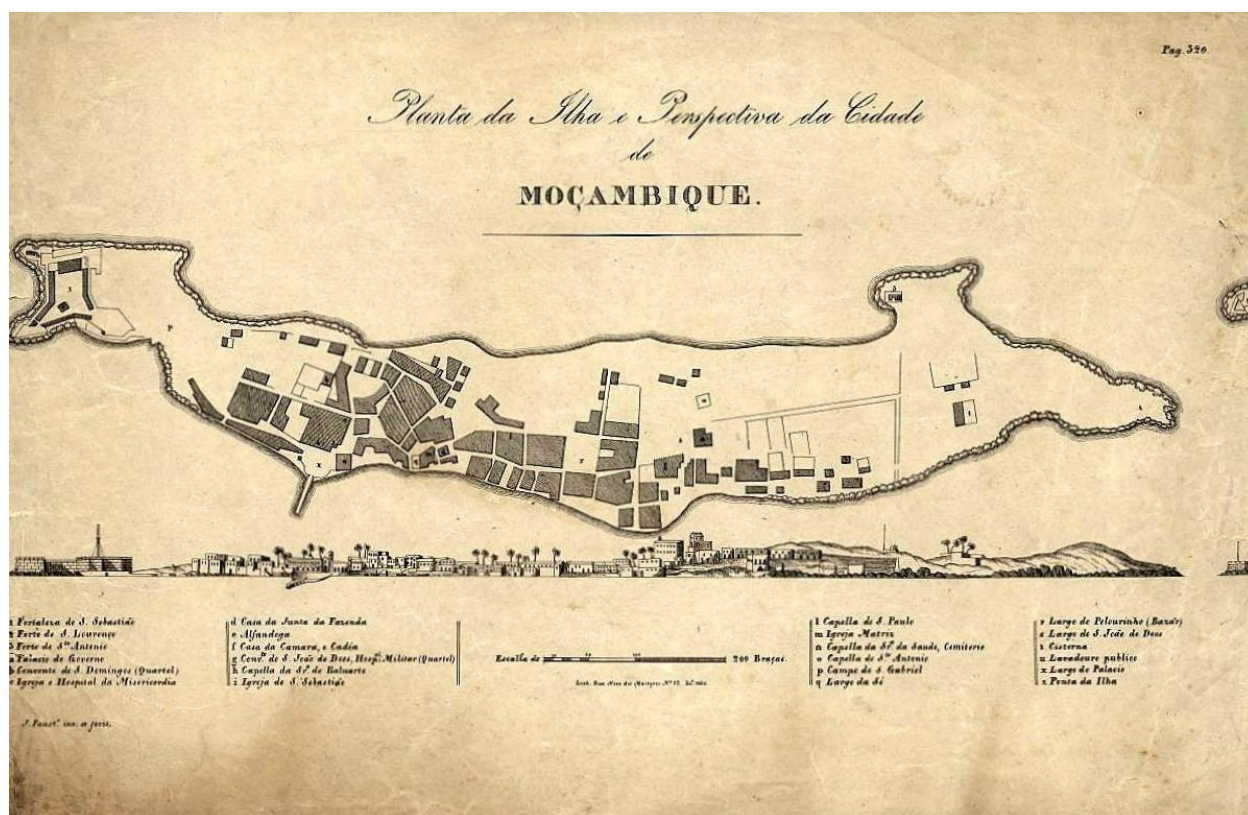 Pag. 320.
Planta da Ilha e Perspectiva da Cidade
de
MOÇAMBIQUE.
1 Fortaleza de S. Sebastião
2 Forte de S. Lourenço
3 Forte de Sto. Antonio
a Palacio do Governo
b Convento de S. Domingos (Quartel)
c Igreja e Hospital da Misericordia
d Casa da Junta da Fazenda
e Alfandega
f Casa da Camara, e Cadêa
g Convto. de S. João de Deos, Hospal. Militar (Quartel)
h Capella da Sra. do Baluarte
i Igreja de S. Sebastião
Escalla de 200 Braças.
l Capella de S. Paulo
m Igreja Matriz
n Capella da Sra. da Saude, Cemiterio
o Capella de Sto. Antonio
p Campo de S. Gabriel
q Largo da Sé
r Largo do Pelourinho (Bazar)
s Largo de S. João de Deos
t Cisterna
u Lavadouro publico
x Largo do Palacio
z Ponta da Ilha